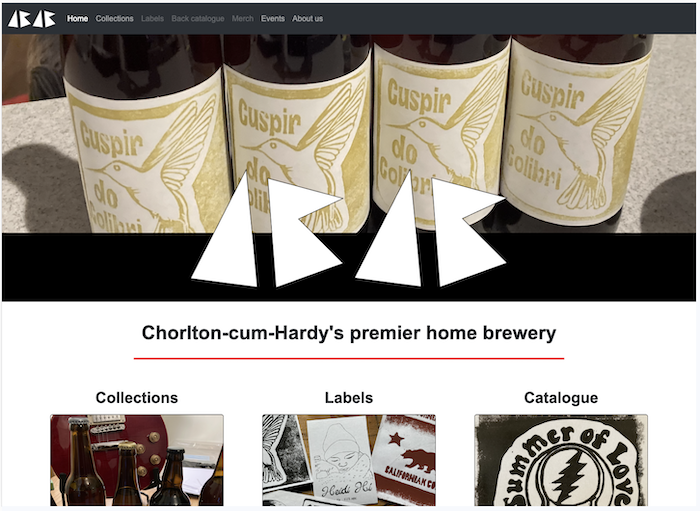 Home Collections Labels Back catalogue Merch Events About us
Cuspir
do
Colibri
Cuspir
do
Colibri
Cuspir
do
Colibri
Cuspir
do
Colibri
Chorlton-cum-Hardy's premier home brewery
Collections Labels Catalogue
Heidi Hi
CALIFORNIAN CO
SUMMER OF LOVE